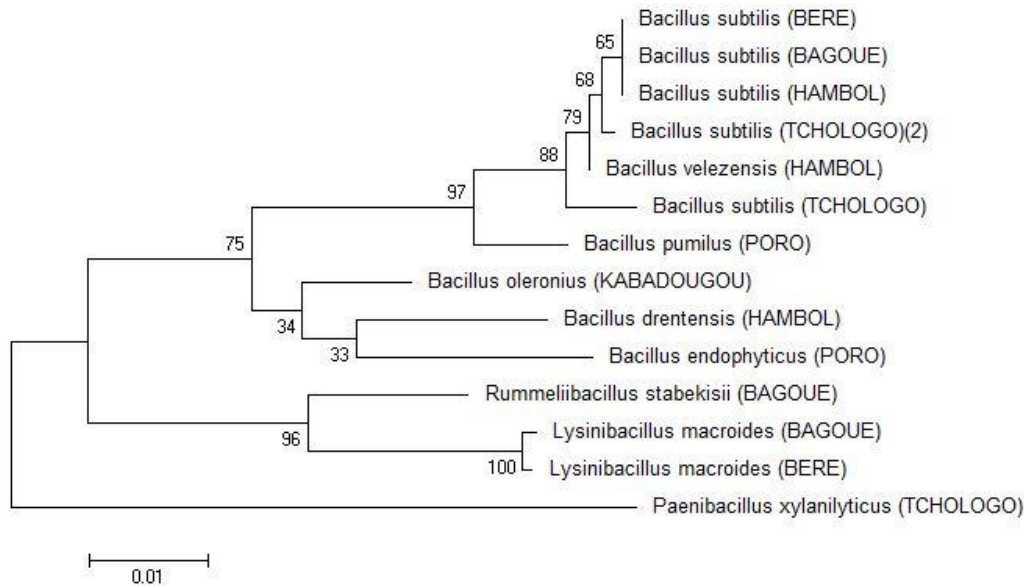 Bacillus subtilis (BERE)
65
Bacillus subtilis (BAGOUE)
68
Bacillus subtilis (HAMBOL)
79
Bacillus subtilis (TCHOLOGO)(2)
88
Bacillus velezensis (HAMBOL)
97
Bacillus subtilis (TCHOLOGO)
75
Bacillus pumilus (PORO)
Bacillus oleronius (KABADOUGOU)
34
Bacillus drentensis (HAMBOL)
33
Bacillus endophyticus (PORO)
Rummeliibacillus stabekisii (BAGOUE)
96
Lysinibacillus macroides (BAGOUE)
100
Lysinibacillus macroides (BERE)
Paenibacillus xylanilyticus (TCHOLOGO)
0.01